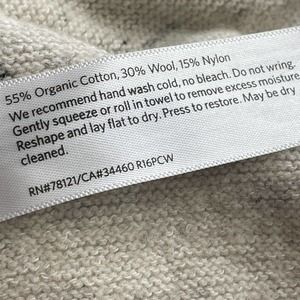 55% Organic Cotton, 30% Wool, 15% Nylon
We recommend hand wash cold, no bleach. Do not wring.
Gently squeeze or roll in towel to remove excess moisture.
Reshape and lay flat to dry. Press to restore. May be dry
cleaned.
RN#78121/CA#34460 R16PCW